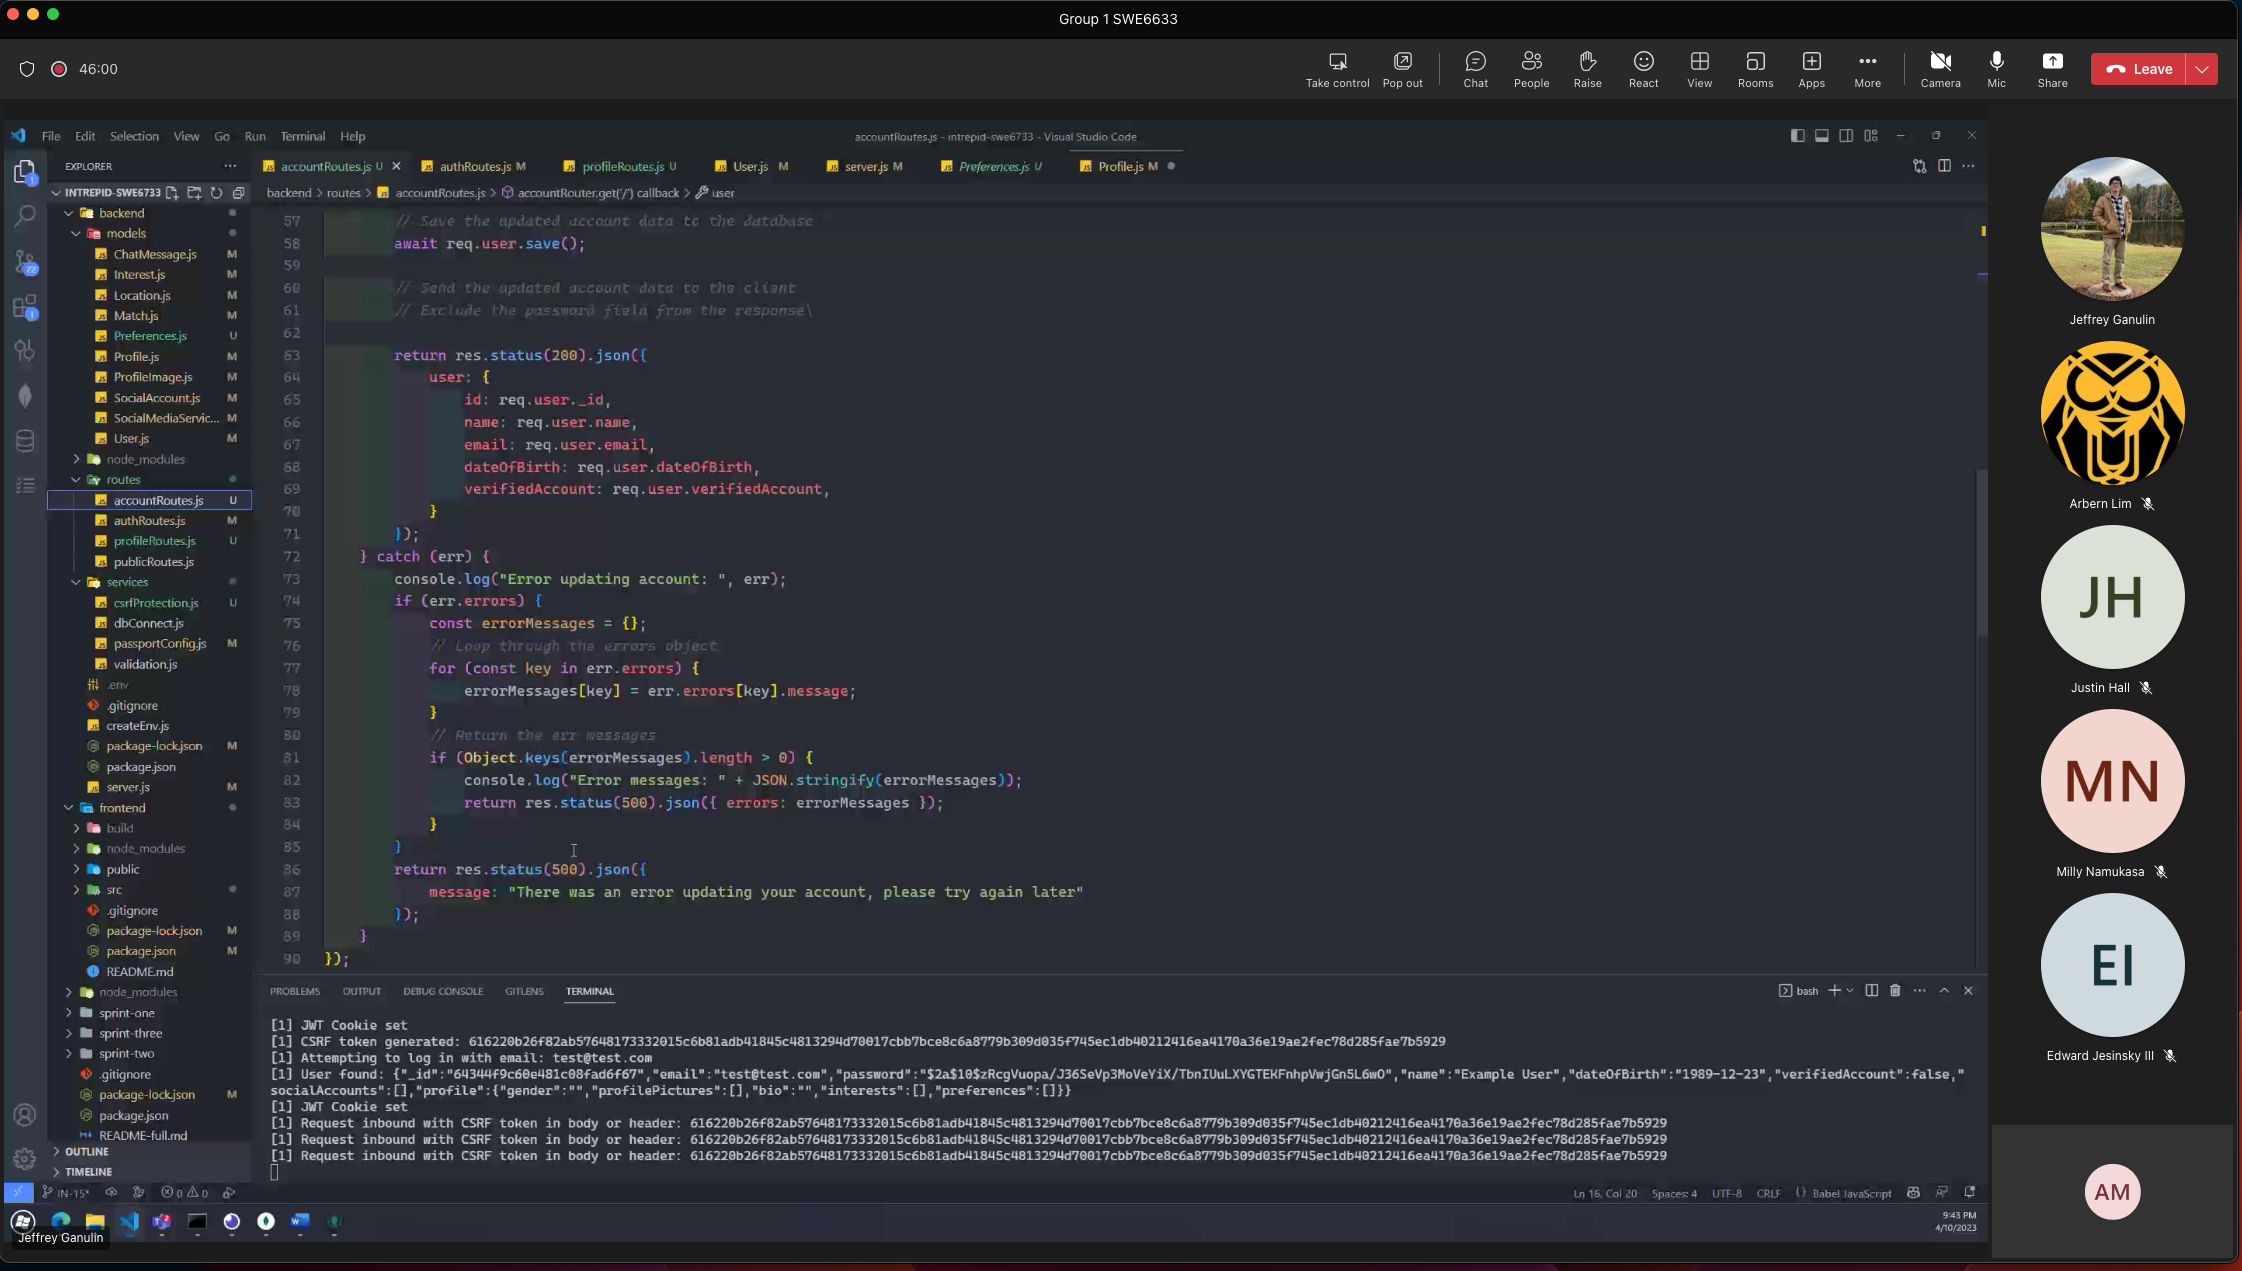 Group 1 SWE6633
46:00
Take control
Pop out
Chat
People
Raise
React
View
Rooms
Apps
More
Camera
Mic
Share
Leave
File Edit Selection View Go Run Terminal Help
accountRoutes.js - intrepid-swe6733 - Visual Studio Code
EXPLORER
accountRoutes.js U
authRoutes.js M
profileRoutes.js U
User.js M
server.js M
Preferences.js U
Profile.js M
INTREPID-SWE6733
backend > routes > accountRoutes.js > accountRouter.get('/') callback > user
backend
models
ChatMessage.js M
Interest.js M
Location.js M
Match.js M
Preferences.js U
Profile.js M
ProfileImage.js M
SocialAccount.js M
SocialMediaServic... M
User.js M
node_modules
routes
accountRoutes.js U
authRoutes.js M
profileRoutes.js U
publicRoutes.js
services
csrfProtection.js U
dbConnect.js
passportConfig.js M
validation.js
.env
.gitignore
createEnv.js
package-lock.json M
package.json
server.js M
frontend
build
node_modules
public
src
.gitignore
package-lock.json M
package.json M
README.md
node_modules
sprint-one
sprint-three
sprint-two
.gitignore
package-lock.json M
package.json
README-full.md
OUTLINE
TIMELINE
57 // Save the updated account data to the database
58 await req.user.save();
59
60 // Send the updated account data to the client
61 // Exclude the password field from the response\
62
63 return res.status(200).json({
64 user: {
65 id: req.user._id,
66 name: req.user.name,
67 email: req.user.email,
68 dateOfBirth: req.user.dateOfBirth,
69 verifiedAccount: req.user.verifiedAccount,
70 }
71 });
72 } catch (err) {
73 console.log("Error updating account: ", err);
74 if (err.errors) {
75 const errorMessages = {};
76 // Loop through the errors object
77 for (const key in err.errors) {
78 errorMessages[key] = err.errors[key].message;
79 }
80 // Return the err messages
81 if (Object.keys(errorMessages).length > 0) {
82 console.log("Error messages: " + JSON.stringify(errorMessages));
83 return res.status(500).json({ errors: errorMessages });
84 }
85 }
86 return res.status(500).json({
87 message: "There was an error updating your account, please try again later"
88 });
89 }
90 });
PROBLEMS OUTPUT DEBUG CONSOLE GITLENS TERMINAL
bash
[1] JWT Cookie set
[1] CSRF token generated: 616220b26f82ab57648173332015c6b81adb41845c4813294d70017cbb7bce8c6a8779b309d035f745ec1db40212416ea4170a36e19ae2fec78d285fae7b5929
[1] Attempting to log in with email: test@test.com
[1] User found: {"_id":"64344f9c60e481c08fad6f67","email":"test@test.com","password":"$2a$10$zRcgVuopa/J36SeVp3MoVeYiX/TbnIUuLXYGTEKFnhpVwjGn5L6wO","name":"Example User","dateOfBirth":"1989-12-23","verifiedAccount":false,"
socialAccounts":[],"profile":{"gender":"","profilePictures":[],"bio":"","interests":[],"preferences":[]}}
[1] JWT Cookie set
[1] Request inbound with CSRF token in body or header: 616220b26f82ab57648173332015c6b81adb41845c4813294d70017cbb7bce8c6a8779b309d035f745ec1db40212416ea4170a36e19ae2fec78d285fae7b5929
[1] Request inbound with CSRF token in body or header: 616220b26f82ab57648173332015c6b81adb41845c4813294d70017cbb7bce8c6a8779b309d035f745ec1db40212416ea4170a36e19ae2fec78d285fae7b5929
[1] Request inbound with CSRF token in body or header: 616220b26f82ab57648173332015c6b81adb41845c4813294d70017cbb7bce8c6a8779b309d035f745ec1db40212416ea4170a36e19ae2fec78d285fae7b5929
IN-15*
0 0
Ln 16, Col 20 Spaces: 4 UTF-8 CRLF {} Babel JavaScript
9:43 PM
4/10/2023
Jeffrey Ganulin
Jeffrey Ganulin
Arbern Lim
JH
Justin Hall
MN
Milly Namukasa
EI
Edward Jesinsky III
AM